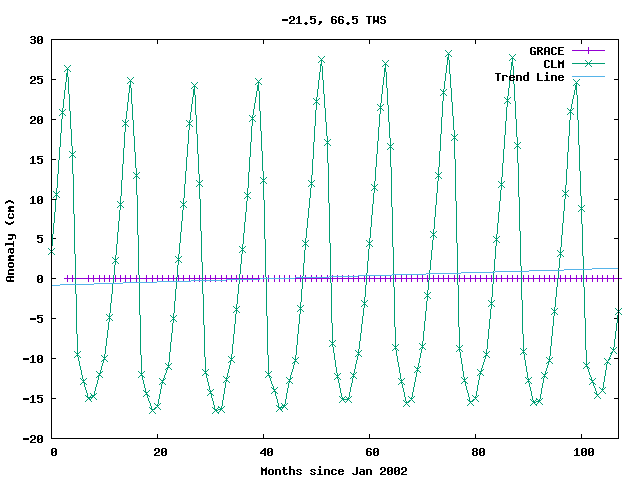 -21.5, 66.5 TWS
GRACE
CLM
Trend Line
30
25
20
15
10
5
0
-5
-10
-15
-20
Anomaly (cm)
0 20 40 60 80 100
Months since Jan 2002